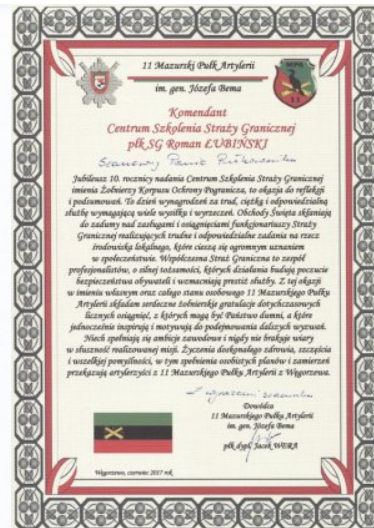 11 Mazurski Pułk Artylerii
im. gen. Józefa Bema
MPA
11
Komendant
Centrum Szkolenia Straży Granicznej
płk SG Roman ŁUBIŃSKI
Szanowny Panie Pułkowniku
Jubileusz 10. rocznicy nadania Centrum Szkolenia Straży Granicznej
imienia Żołnierzy Korpusu Ochrony Pogranicza, to okazja do refleksji
i podsumowań. To dzień wynagrodzeń za trud, ciężką i odpowiedzialną
służbę wymagającą wiele wysiłku i wyrzeczeń. Obchody Święta skłaniają
do zadumy nad zasługami i osiągnięciami funkcjonariuszy Straży
Granicznej realizujących trudne i odpowiedzialne zadania na rzecz
środowiska lokalnego, które cieszą się ogromnym uznaniem
w społeczeństwie. Współczesna Straż Graniczna to zespół
profesjonalistów, o silnej tożsamości, których działania budują poczucie
bezpieczeństwa obywateli i wzmacniają prestiż służby. Z tej okazji
w imieniu własnym oraz całego stanu osobowego 11 Mazurskiego Pułku
Artylerii składam serdeczne żołnierskie gratulacje dotychczasowych
licznych osiągnięć, z których mogą być Państwo dumni, a które
jednocześnie inspirują i motywują do podejmowania dalszych wyzwań.
Niech spełniają się ambicje zawodowe i nigdy nie brakuje wiary
w słuszność realizowanej misji. Życzenia doskonałego zdrowia, szczęścia
i wszelkiej pomyślności, w tym spełnienia osobistych planów i zamierzeń
przekazują artylerzyści z 11 Mazurskiego Pułku Artylerii z Węgorzewa.
Z wyrazami szacunku
Dowódca
11 Mazurskiego Pułku Artylerii
im. gen. Józefa Bema
płk dypl. Jacek WERA
Węgorzewo, czerwiec 2017 rok